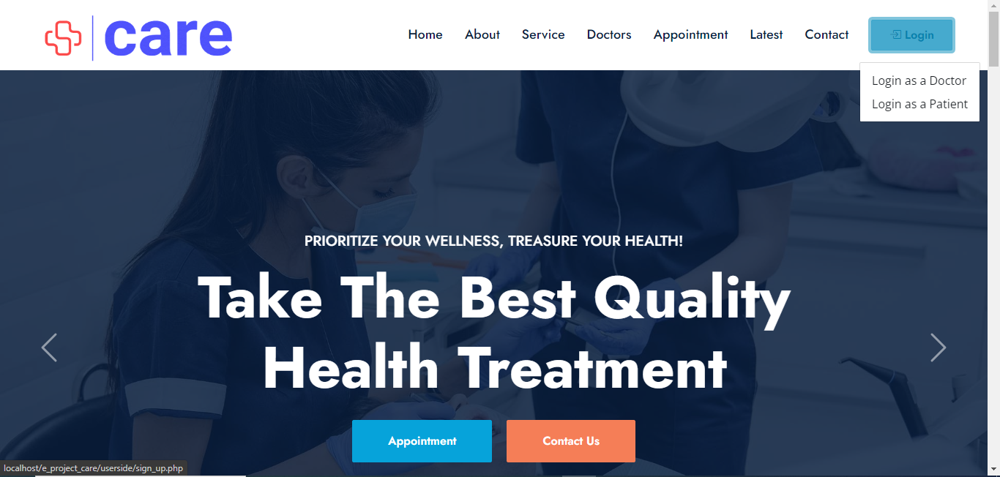 care
Home About Service Doctors Appointment Latest Contact Login
Login as a Doctor
Login as a Patient
PRIORITIZE YOUR WELLNESS, TREASURE YOUR HEALTH!
Take The Best Quality
Health Treatment
Appointment Contact Us
localhost/e_project_care/userside/sign_up.php